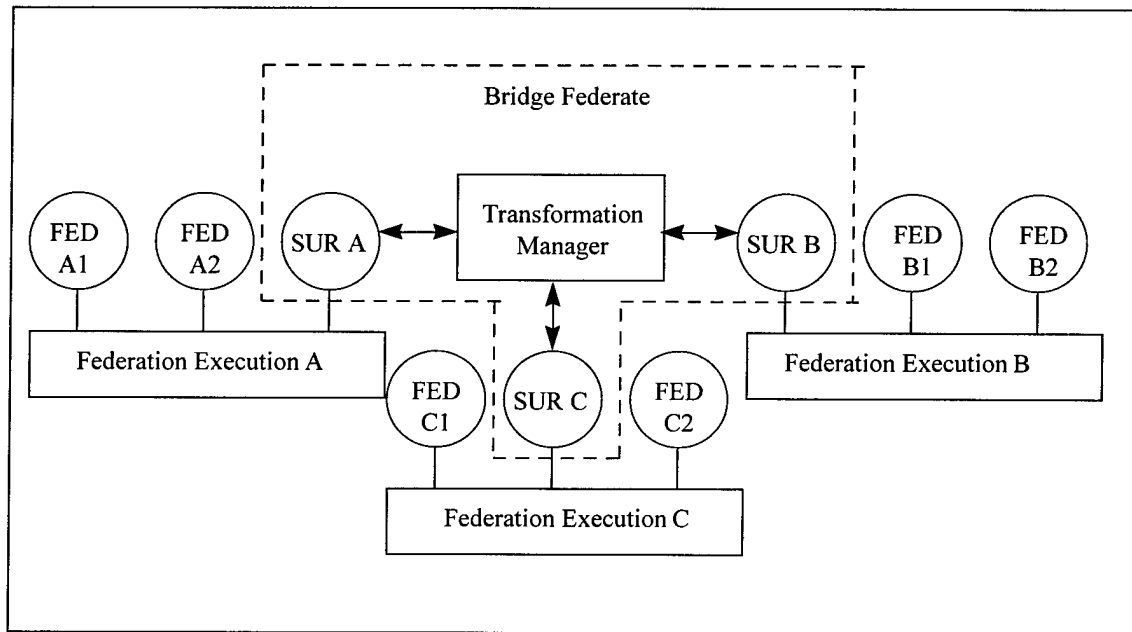 Bridge Federate
Transformation
Manager
FED
A1
FED
A2
SUR A
SUR B
FED
B1
FED
B2
Federation Execution A
Federation Execution B
FED
C1
SUR C
FED
C2
Federation Execution C